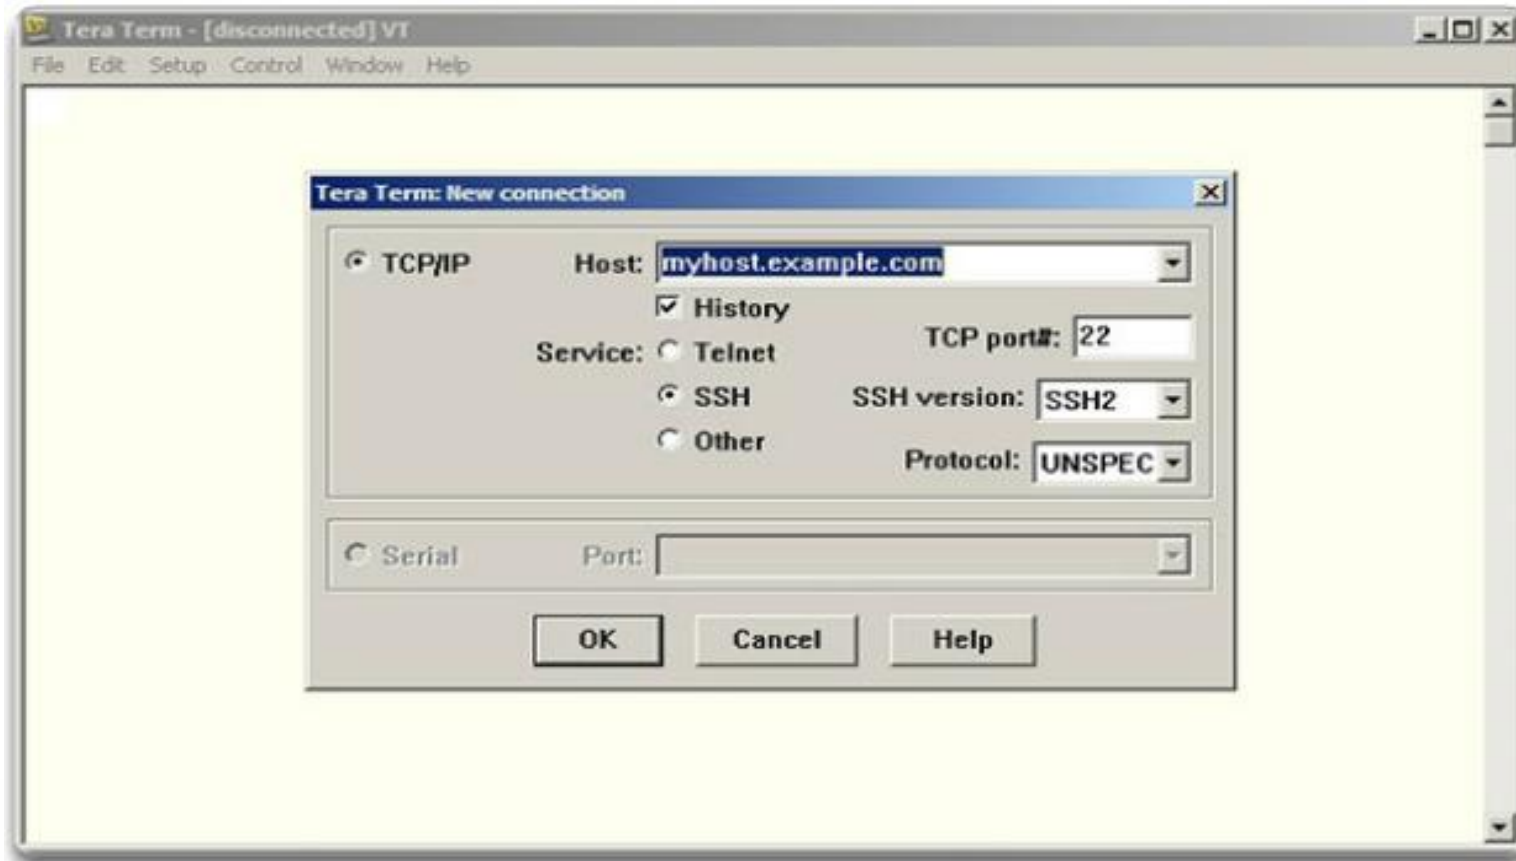 Tera Term - [disconnected] VT
File Edit Setup Control Window Help
Tera Term: New connection
TCP/IP Host: myhost.example.com
History
TCP port#: 22
Service: Telnet
SSH SSH version: SSH2
Other
Protocol: UNSPEC
Serial Port:
OK Cancel Help